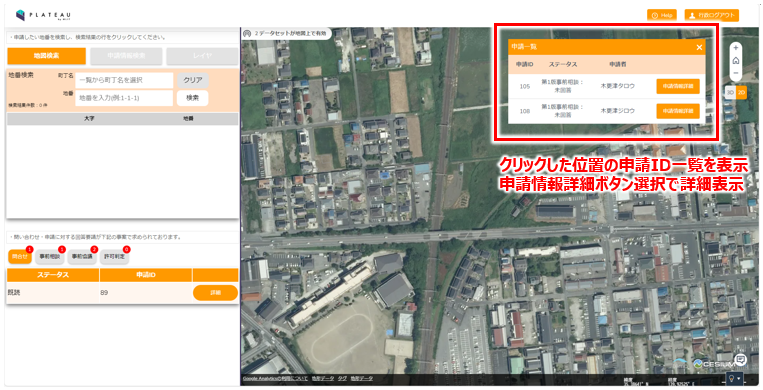 PLATEAU
by MLIT
Help
行政ログアウト
・申請したい地番を検索し、検索結果の行をクリックしてください。
地図検索
申請情報検索
レイヤ
地番検索
町丁名
一覧から町丁名を選択
クリア
地番
地番を入力(例:1-1-1)
検索
検索結果件数：0 件
大字
地番
・問い合わせ・申請に対する回答要請が下記の事案で求められております。
問合せ
1
事前相談
事前協議
2
許可判定
ステータス
申請ID
既読
89
詳細
2 データセットが地図上で有効
申請一覧
×
申請ID
ステータス
申請者
105
第1版事前相談：
未回答
木更津タロウ
申請情報詳細
108
第1版事前相談：
未回答
木更津ジロウ
申請情報詳細
3D
2D
クリックした位置の申請ID一覧を表示
申請情報詳細ボタン選択で詳細表示
CESIUM
Google Analyticsの利用について
地形データ
タグ
地形データ